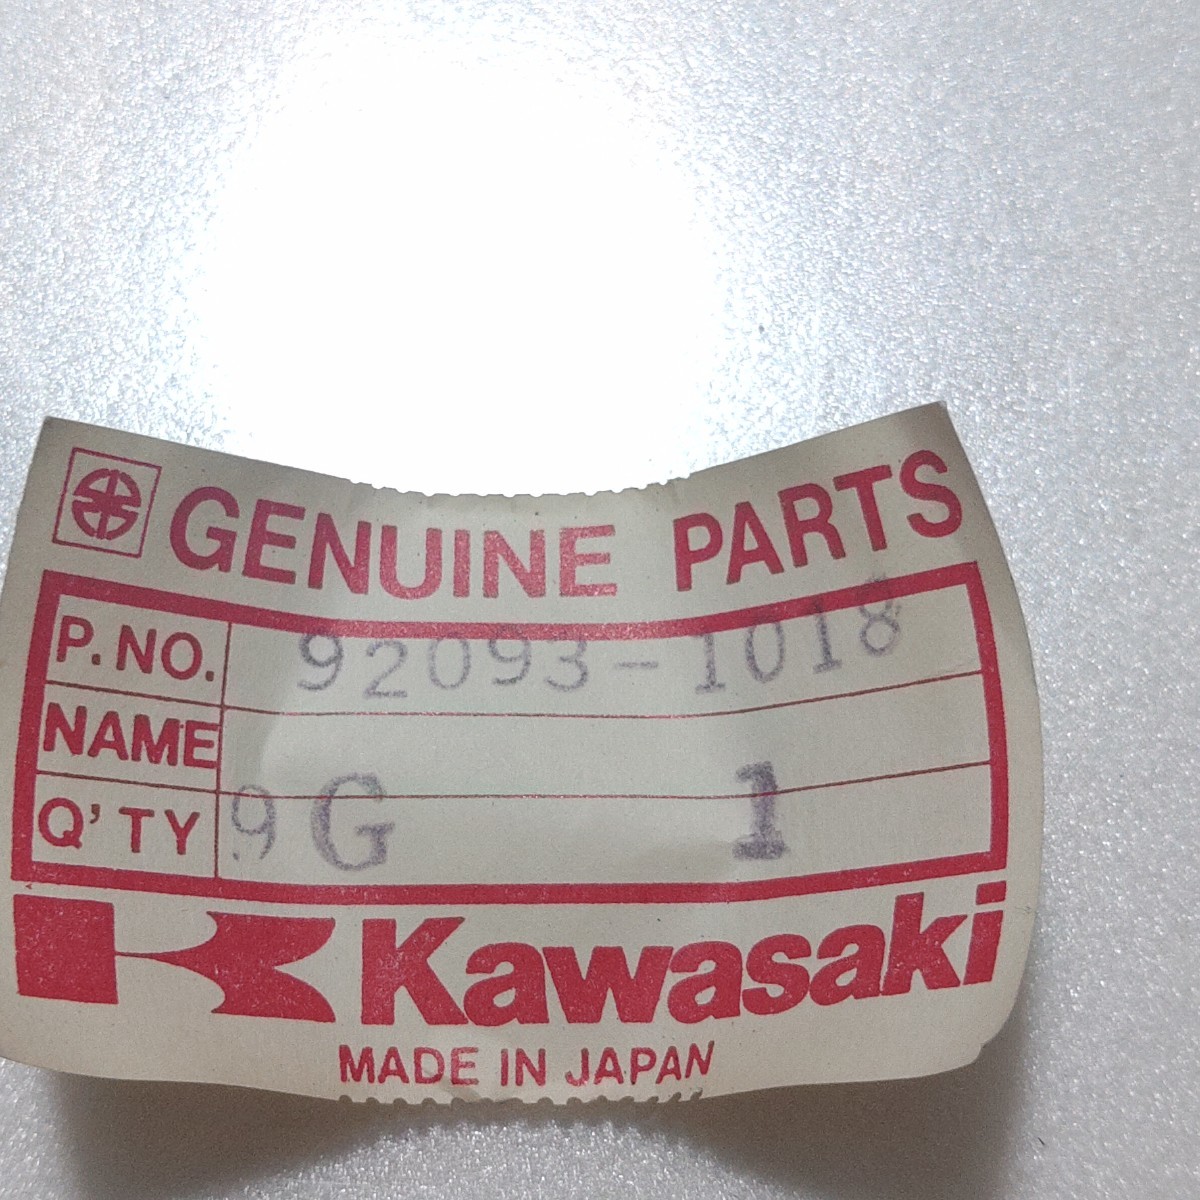 GENUINE PARTS
P.NO. 92093-1018
NAME
Q'TY 9G 1
Kawasaki
MADE IN JAPAN